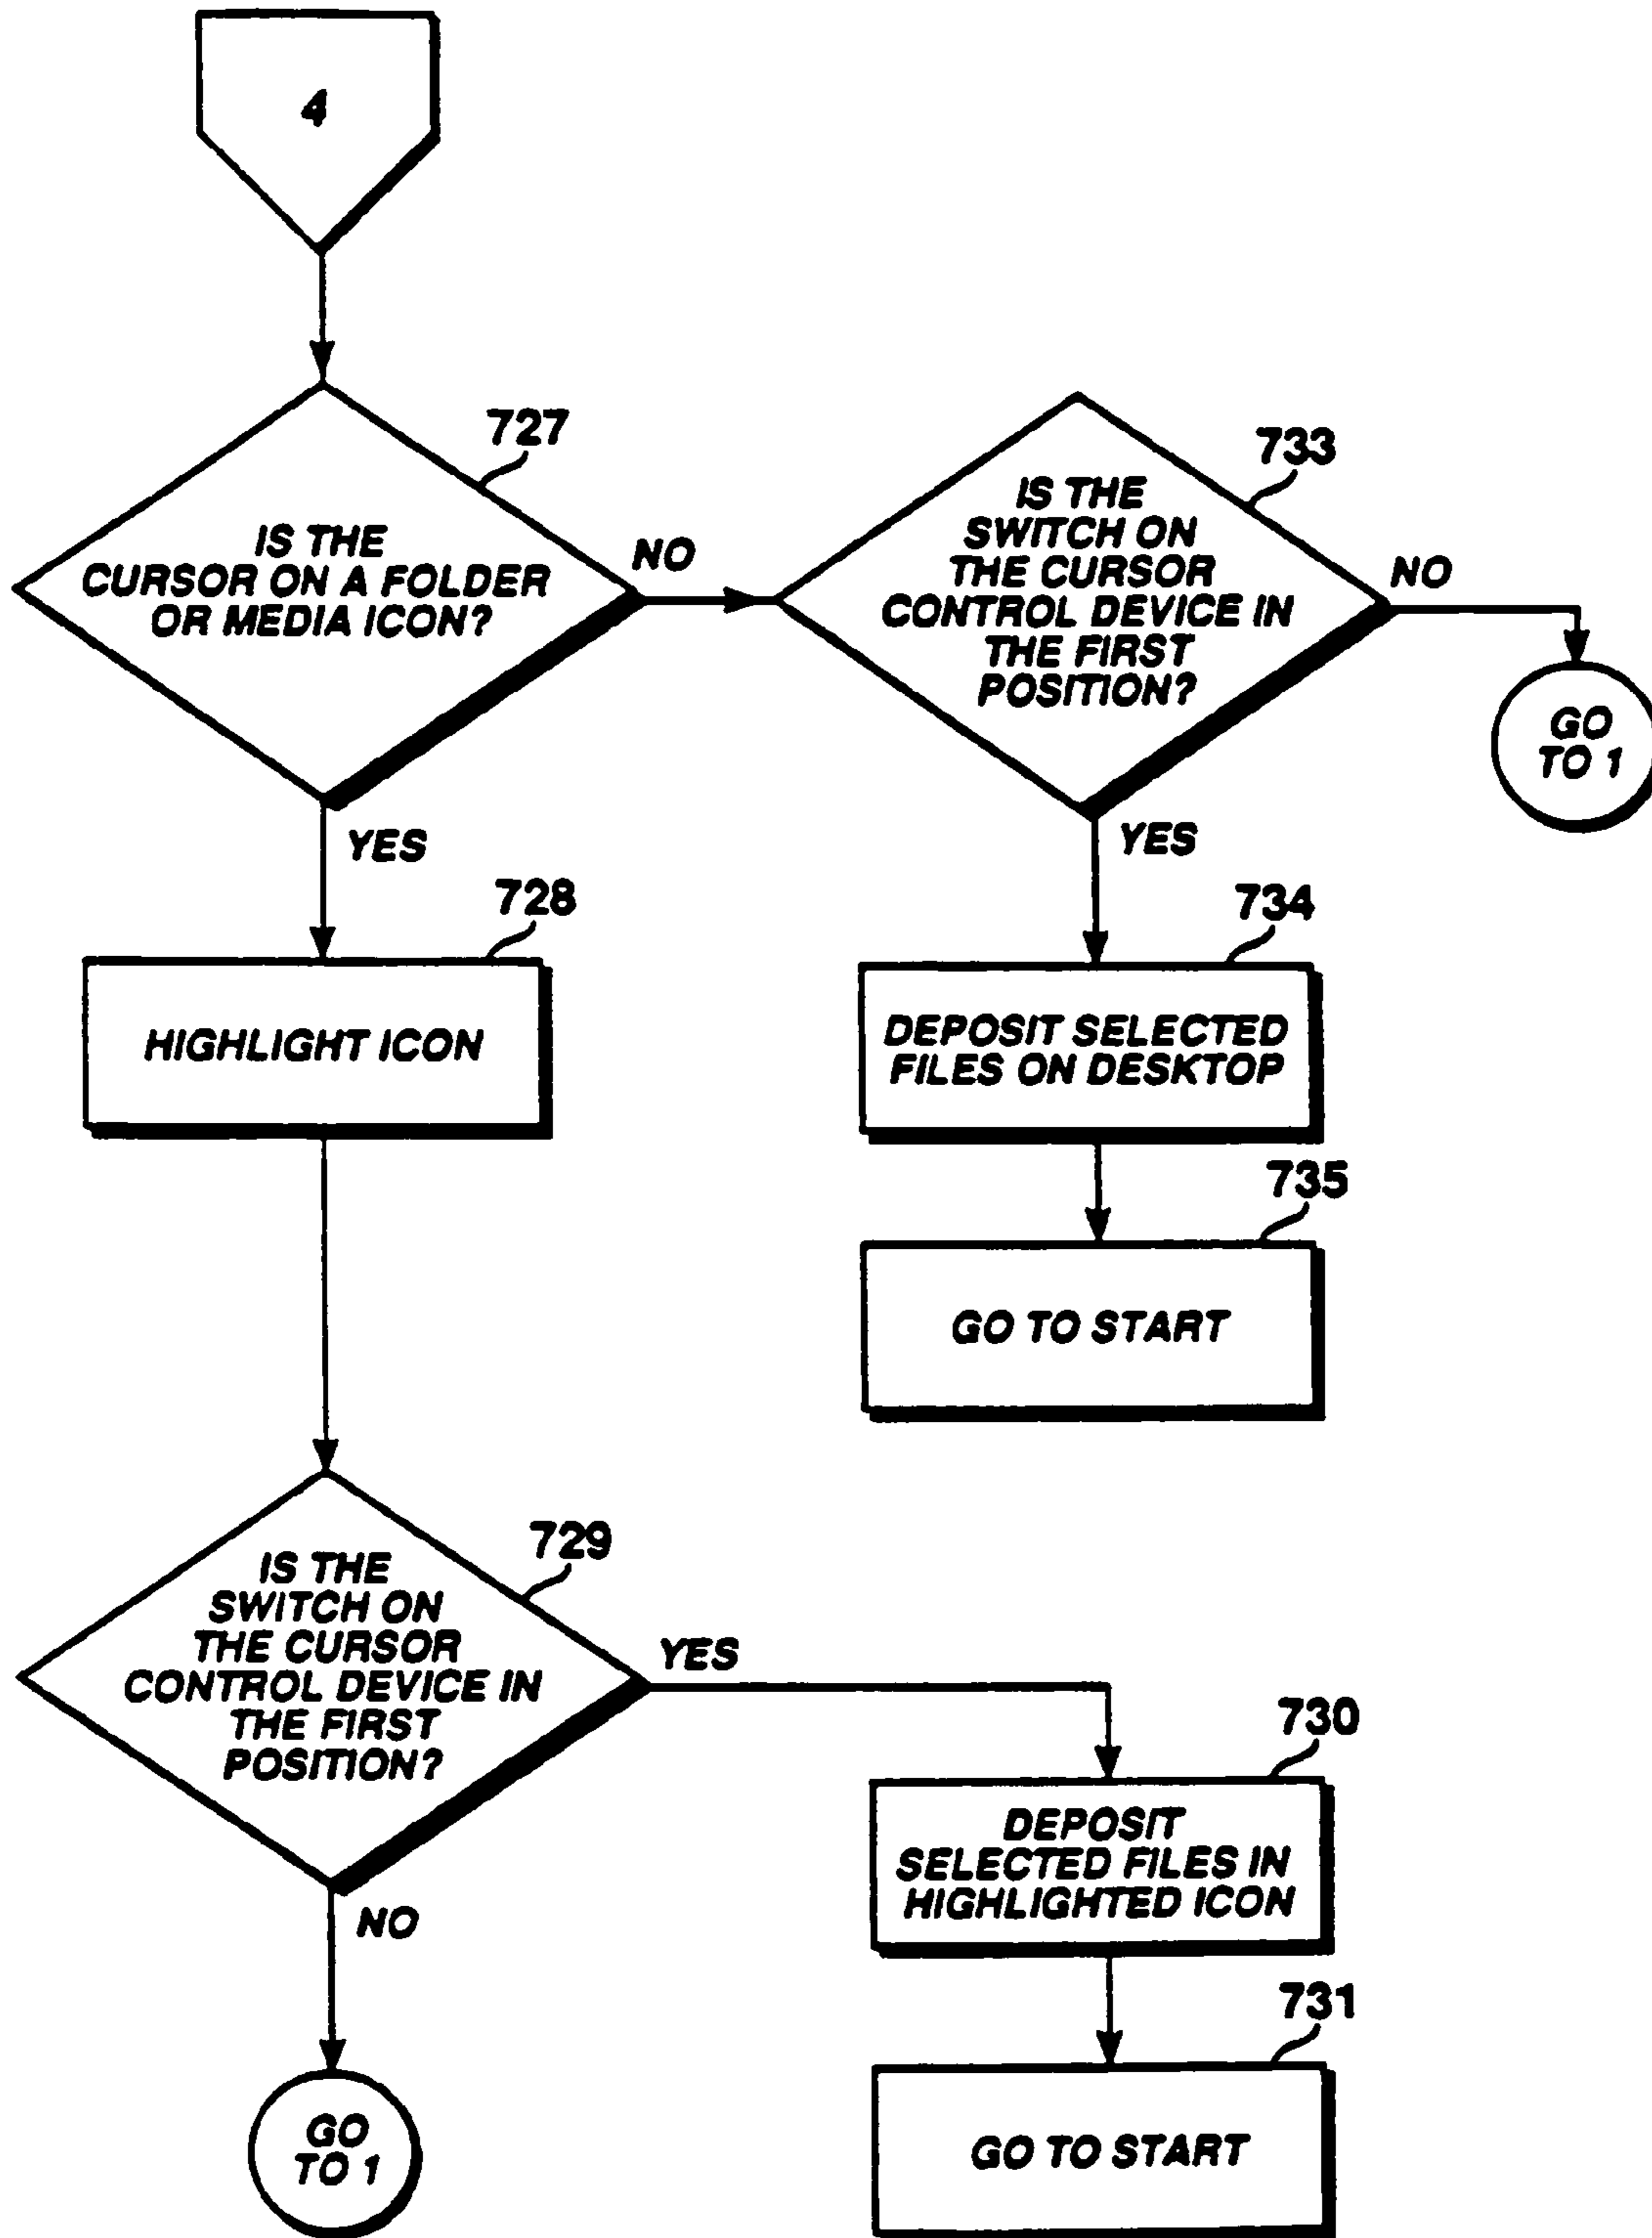 4
727
IS THE
CURSOR ON A FOLDER
OR MEDIA ICON?
NO
YES
733
IS THE
SWITCH ON
THE CURSOR
CONTROL DEVICE IN
THE FIRST
POSITION?
NO
GO
TO 1
YES
728
HIGHLIGHT ICON
734
DEPOSIT SELECTED
FILES ON DESKTOP
735
GO TO START
729
IS THE
SWITCH ON
THE CURSOR
CONTROL DEVICE IN
THE FIRST
POSITION?
YES
NO
730
DEPOSIT
SELECTED FILES IN
HIGHLIGHTED ICON
731
GO TO START
GO
TO 1